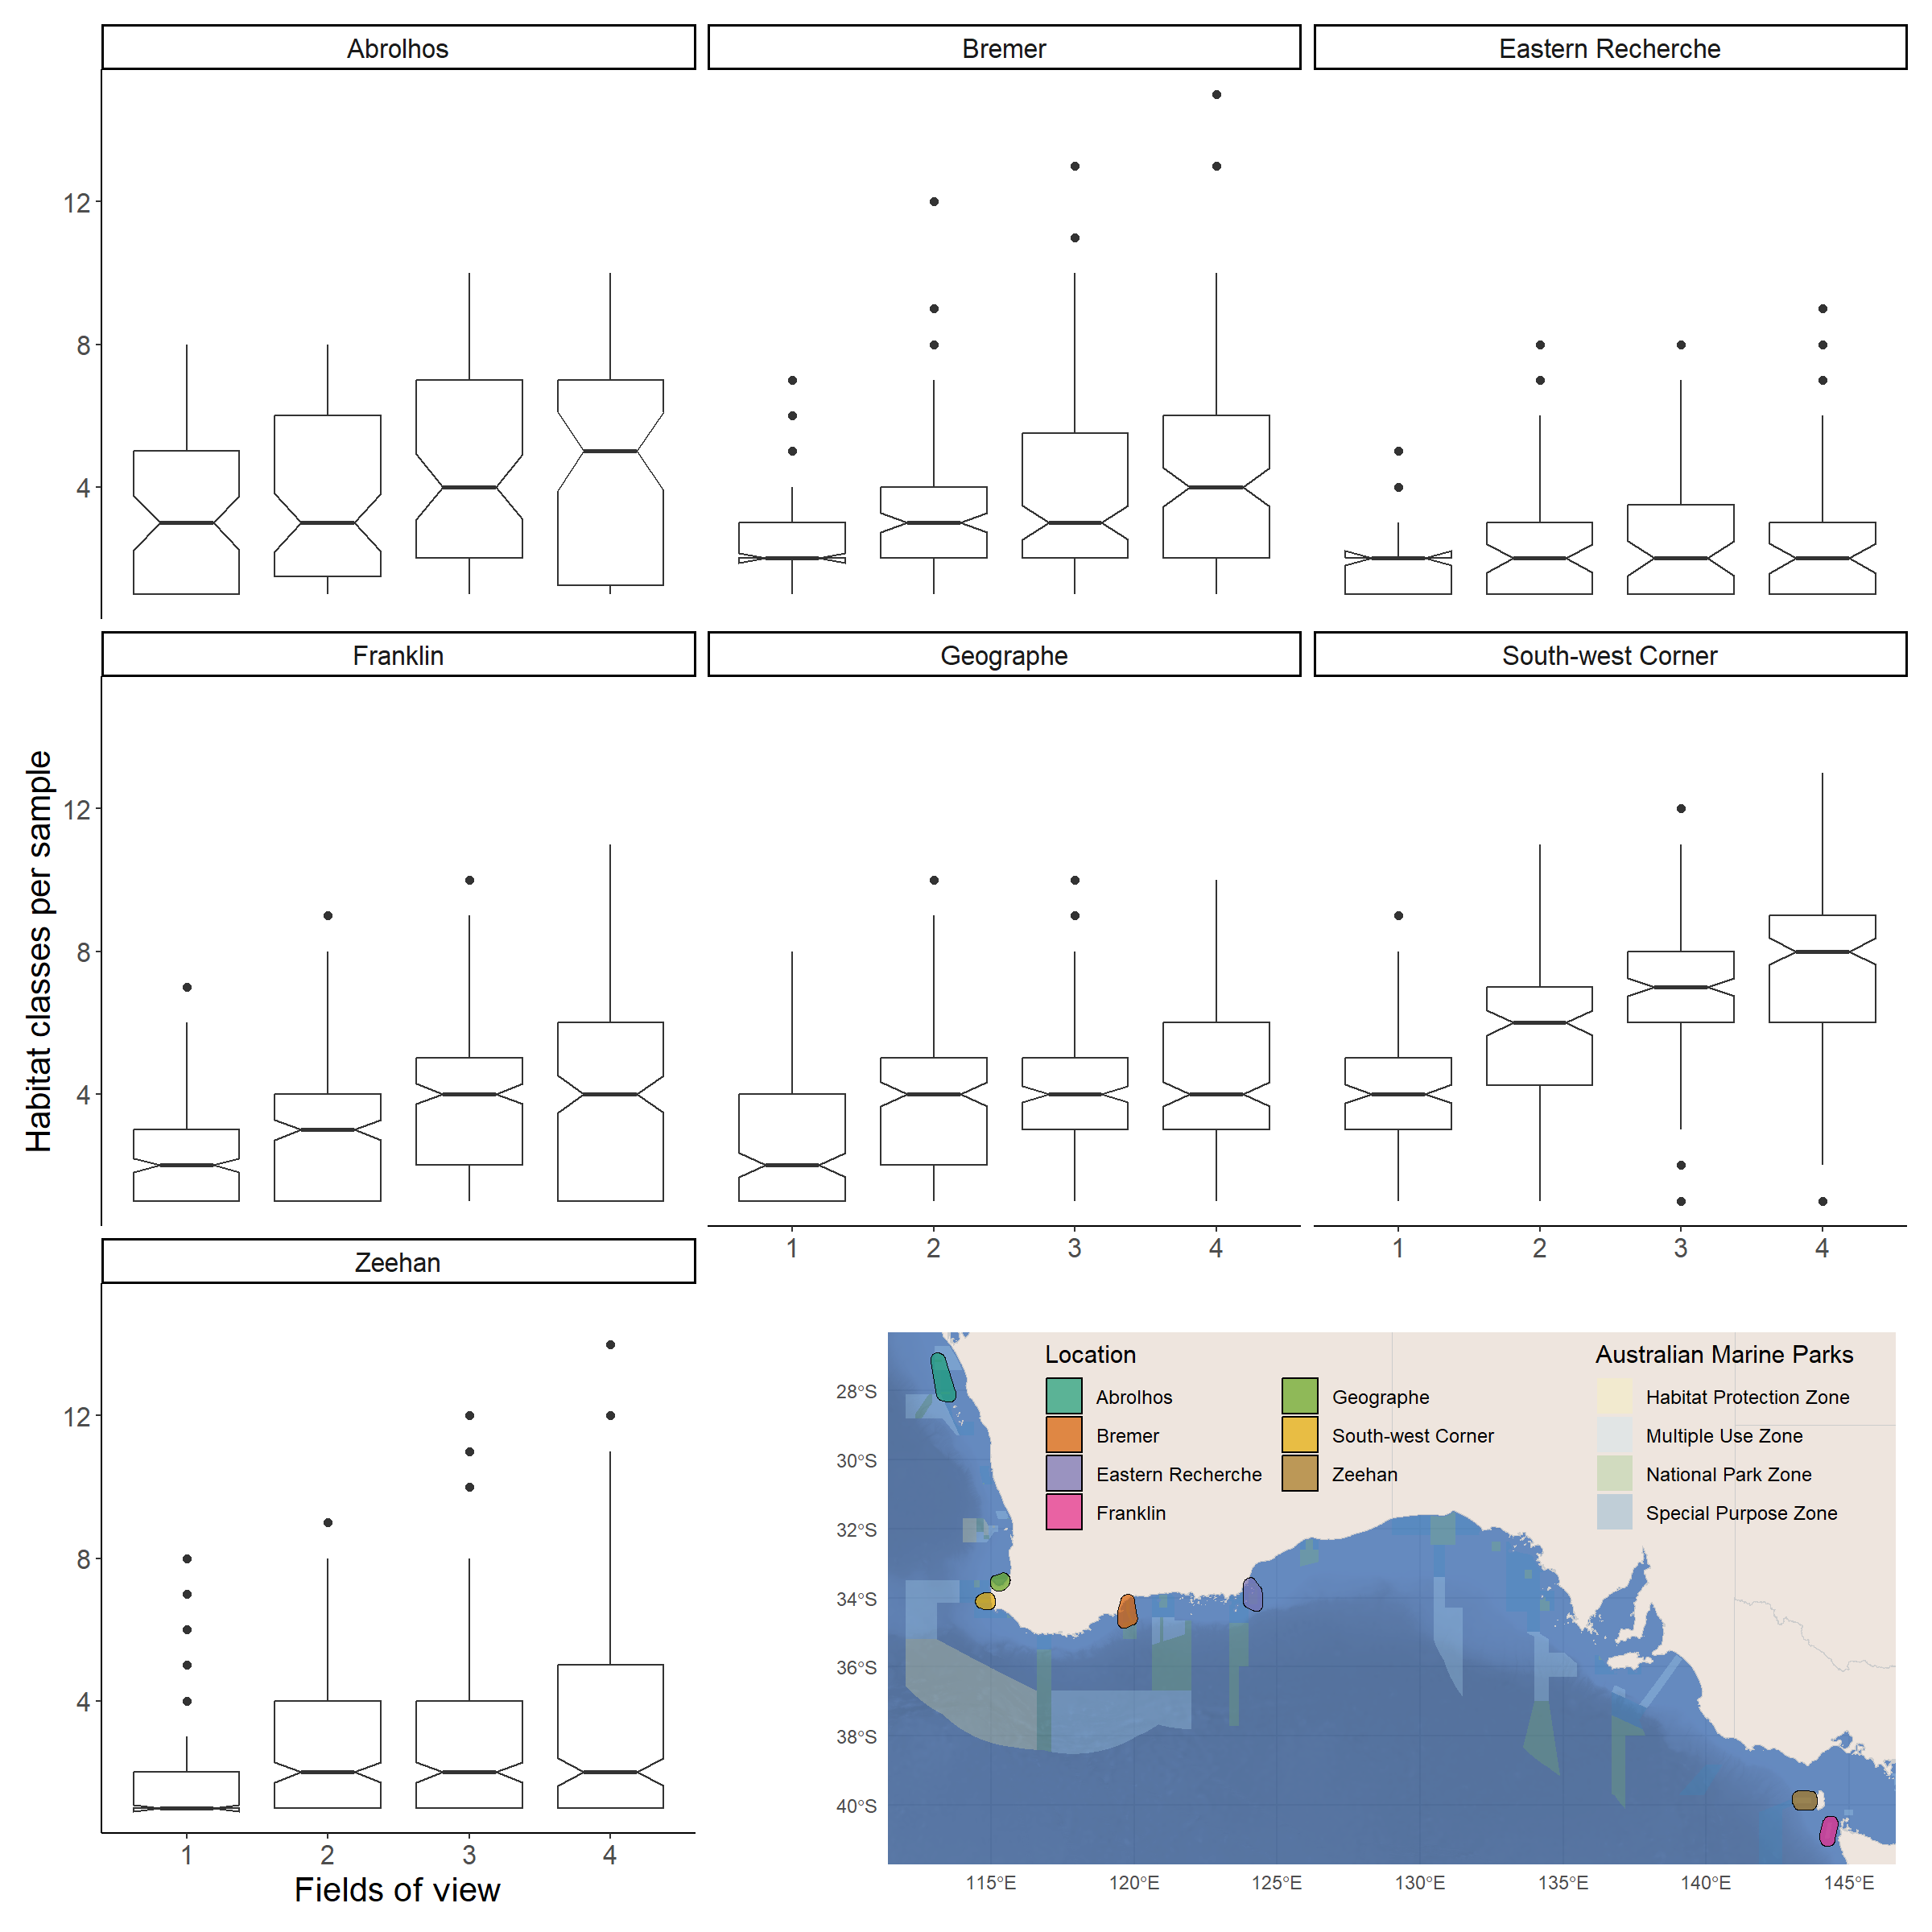 Abrolhos
Bremer
Eastern Recherche
12
8
4
Franklin
Geographe
South-west Corner
Habitat classes per sample
12
8
4
1 2 3 4
1 2 3 4
Zeehan
12
8
4
1 2 3 4
Fields of view
Location
Abrolhos
Bremer
Eastern Recherche
Franklin
Geographe
South-west Corner
Zeehan
Australian Marine Parks
Habitat Protection Zone
Multiple Use Zone
National Park Zone
Special Purpose Zone
28°S
30°S
32°S
34°S
36°S
38°S
40°S
115°E 120°E 125°E 130°E 135°E 140°E 145°E